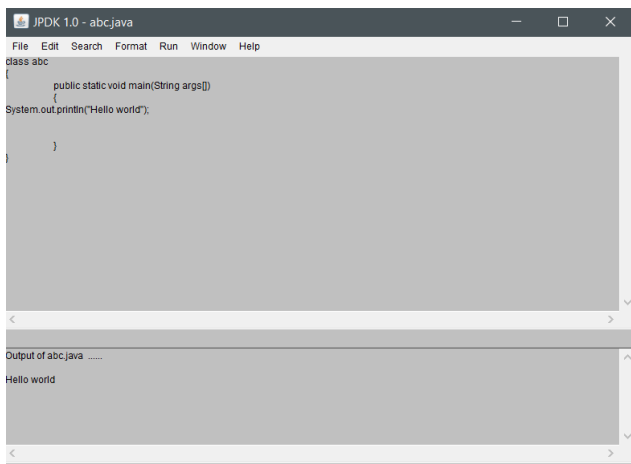 JPDK 1.0 - abc.java
File Edit Search Format Run Window Help
class abc
{
public static void main(String args[])
{
System.out.println("Hello world");
}
}
Output of abc.java ......
Hello world